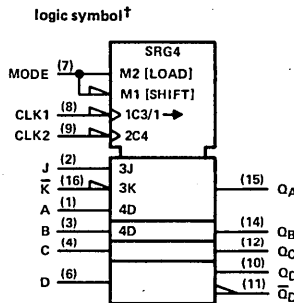 logic symbol†
SRG4
MODE (7) M2 [LOAD]
M1 [SHIFT]
CLK1 (8) 1C3/1 →
CLK2 (9) 2C4
J (2) 3J
K̅ (16) 3K (15) QA
A (1) 4D
B (3) 4D (14) QB
C (4) (12) QC
(10) QD
D (6) (11) Q̅D